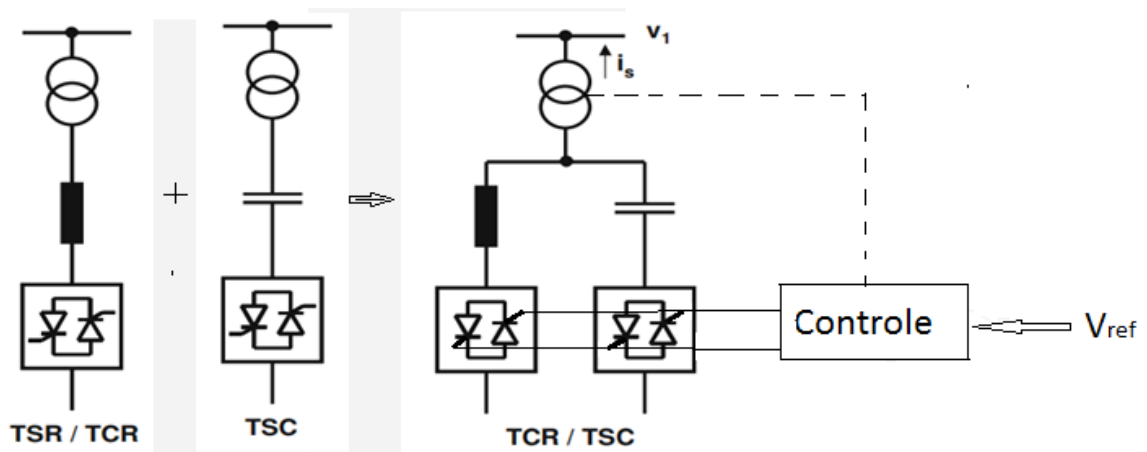 v1
is
+
Controle
Vref
TSR / TCR
TSC
TCR / TSC